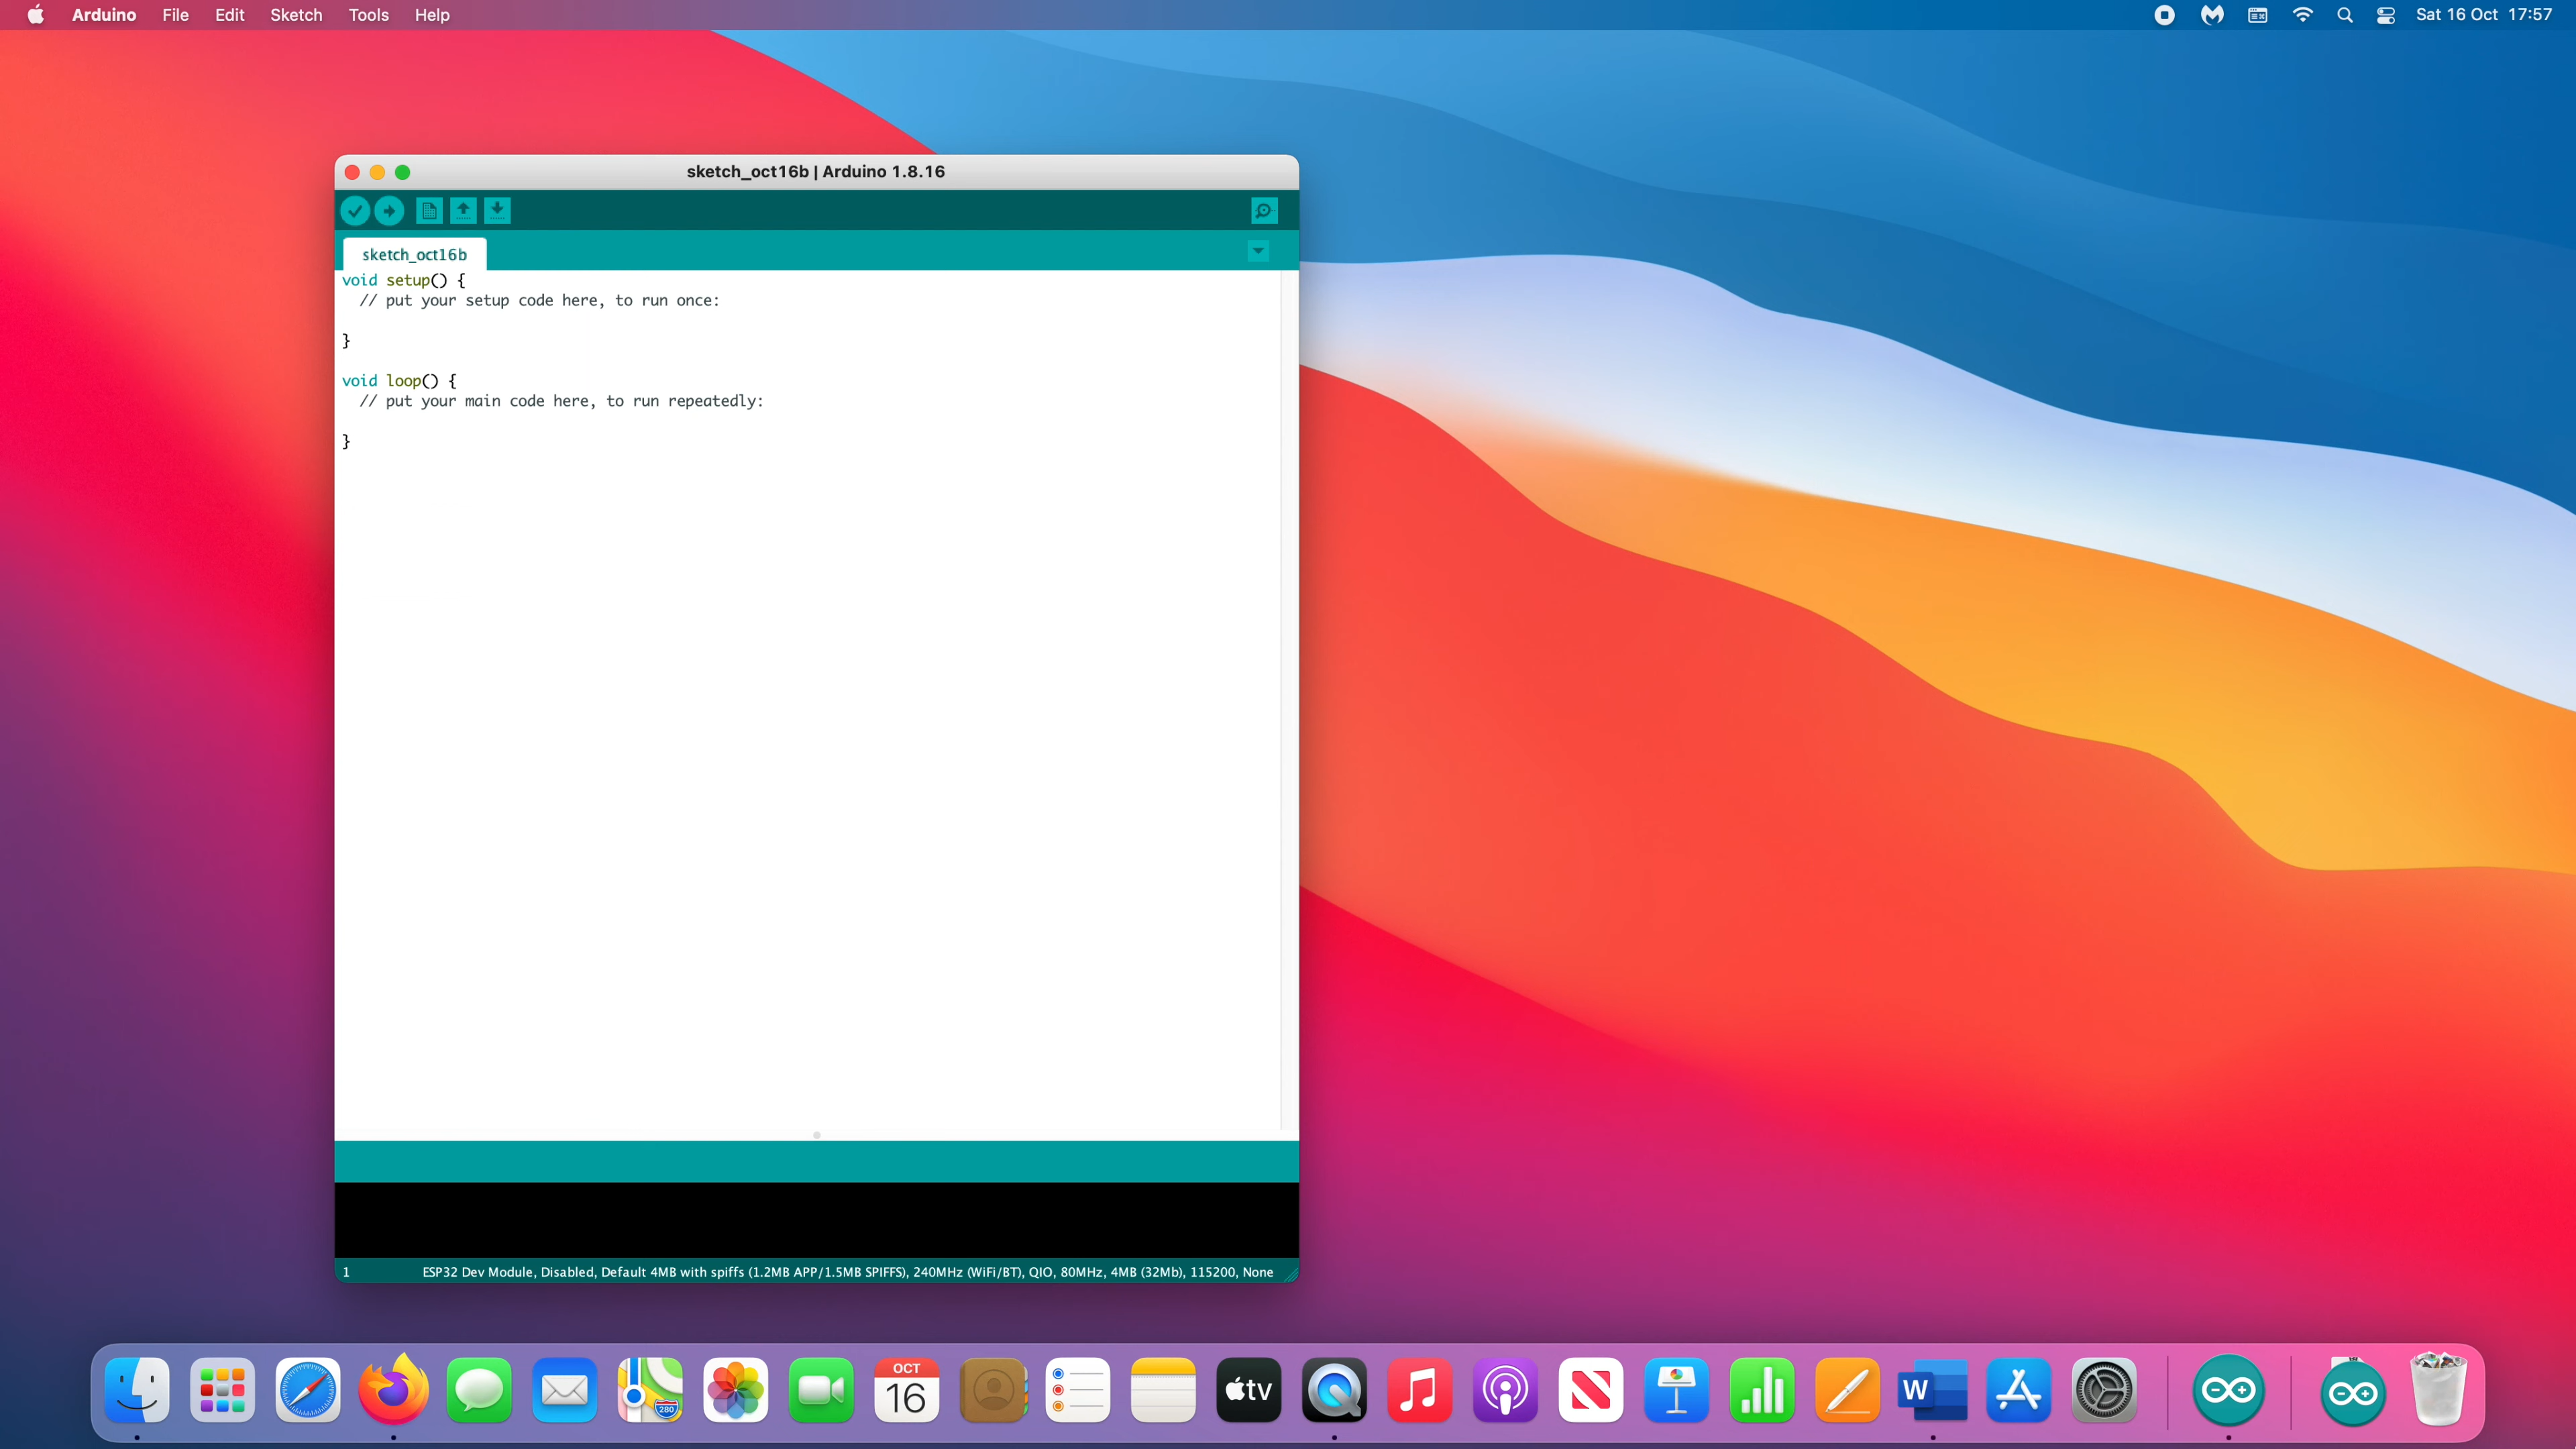 Arduino File Edit Sketch Tools Help
Sat 16 Oct 17:57
sketch_oct16b | Arduino 1.8.16
sketch_oct16b
void setup() {
// put your setup code here, to run once:
}
void loop() {
// put your main code here, to run repeatedly:
}
1 ESP32 Dev Module, Disabled, Default 4MB with spiffs (1.2MB APP/1.5MB SPIFFS), 240MHz (WiFi/BT), QIO, 80MHz, 4MB (32Mb), 115200, None
280
OCT
16
tv
W